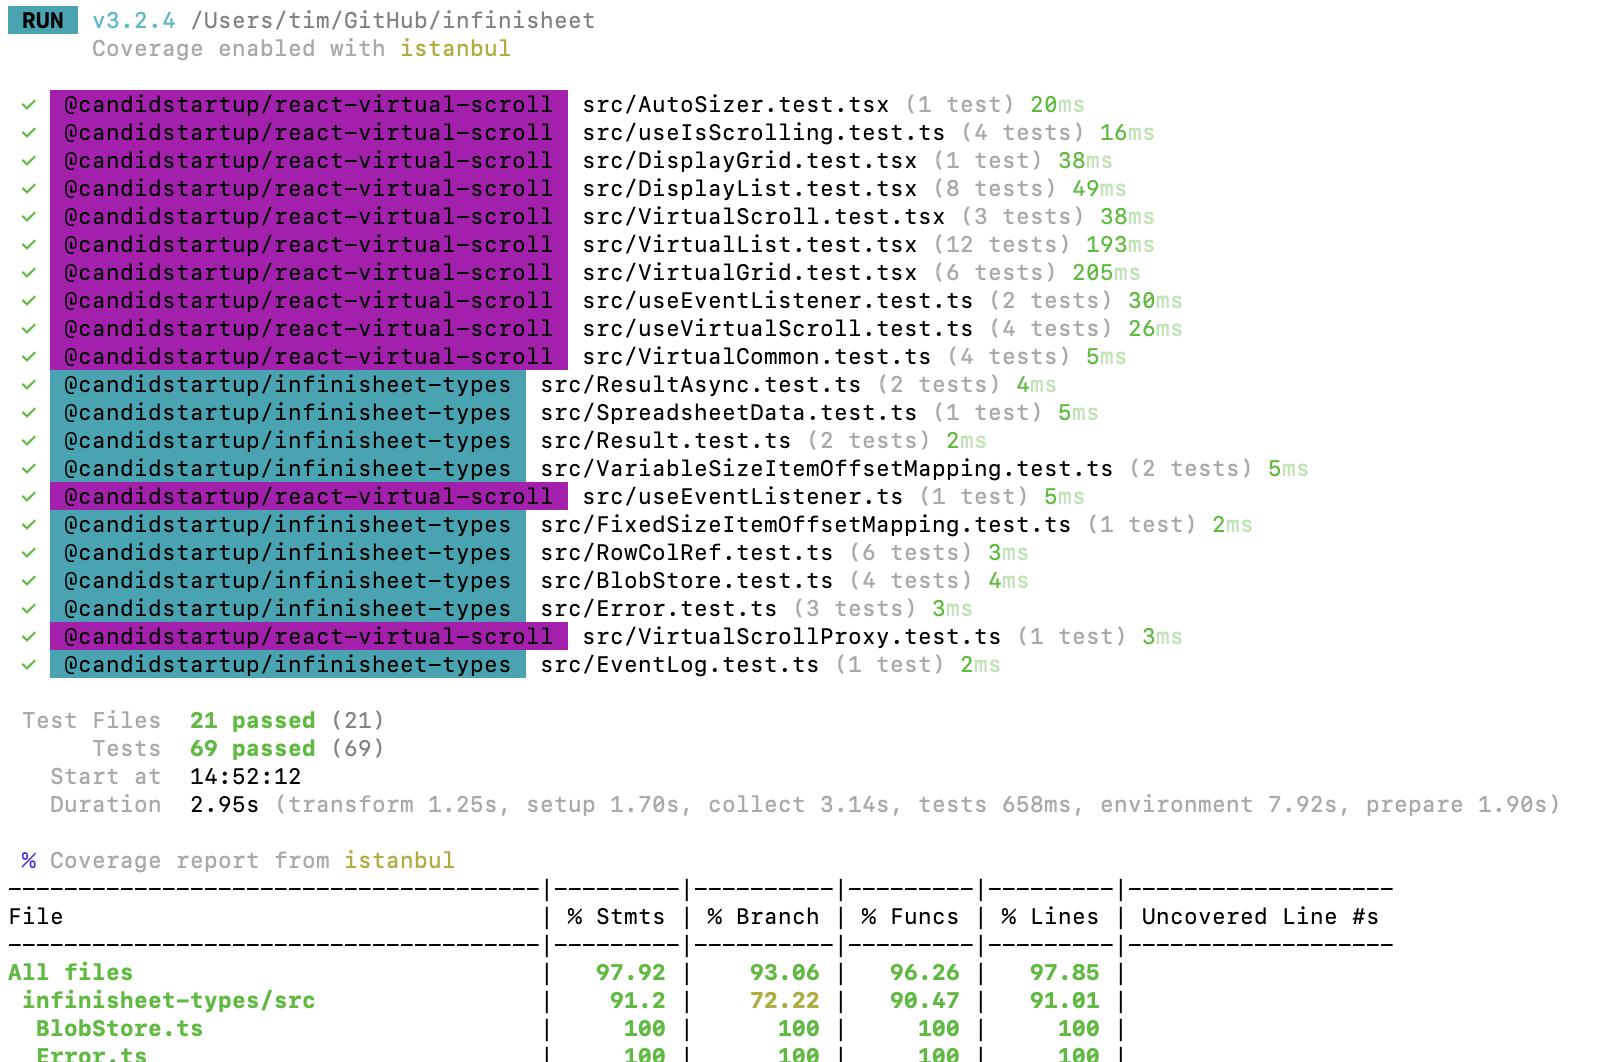 RUN v3.2.4 /Users/tim/GitHub/infinisheet
Coverage enabled with istanbul
✓ @candidstartup/react-virtual-scroll src/AutoSizer.test.tsx (1 test) 20ms
✓ @candidstartup/react-virtual-scroll src/useIsScrolling.test.ts (4 tests) 16ms
✓ @candidstartup/react-virtual-scroll src/DisplayGrid.test.tsx (1 test) 38ms
✓ @candidstartup/react-virtual-scroll src/DisplayList.test.tsx (8 tests) 49ms
✓ @candidstartup/react-virtual-scroll src/VirtualScroll.test.tsx (3 tests) 38ms
✓ @candidstartup/react-virtual-scroll src/VirtualList.test.tsx (12 tests) 193ms
✓ @candidstartup/react-virtual-scroll src/VirtualGrid.test.tsx (6 tests) 205ms
✓ @candidstartup/react-virtual-scroll src/useEventListener.test.ts (2 tests) 30ms
✓ @candidstartup/react-virtual-scroll src/useVirtualScroll.test.ts (4 tests) 26ms
✓ @candidstartup/react-virtual-scroll src/VirtualCommon.test.ts (4 tests) 5ms
✓ @candidstartup/infinisheet-types src/ResultAsync.test.ts (2 tests) 4ms
✓ @candidstartup/infinisheet-types src/SpreadsheetData.test.ts (1 test) 5ms
✓ @candidstartup/infinisheet-types src/Result.test.ts (2 tests) 2ms
✓ @candidstartup/infinisheet-types src/VariableSizeItemOffsetMapping.test.ts (2 tests) 5ms
✓ @candidstartup/react-virtual-scroll src/useEventListener.ts (1 test) 5ms
✓ @candidstartup/infinisheet-types src/FixedSizeItemOffsetMapping.test.ts (1 test) 2ms
✓ @candidstartup/infinisheet-types src/RowColRef.test.ts (6 tests) 3ms
✓ @candidstartup/infinisheet-types src/BlobStore.test.ts (4 tests) 4ms
✓ @candidstartup/infinisheet-types src/Error.test.ts (3 tests) 3ms
✓ @candidstartup/react-virtual-scroll src/VirtualScrollProxy.test.ts (1 test) 3ms
✓ @candidstartup/infinisheet-types src/EventLog.test.ts (1 test) 2ms
Test Files 21 passed (21)
Tests 69 passed (69)
Start at 14:52:12
Duration 2.95s (transform 1.25s, setup 1.70s, collect 3.14s, tests 658ms, environment 7.92s, prepare 1.90s)
% Coverage report from istanbul
File | % Stmts | % Branch | % Funcs | % Lines | Uncovered Line #s
All files | 97.92 | 93.06 | 96.26 | 97.85 |
infinisheet-types/src | 91.2 | 72.22 | 90.47 | 91.01 |
BlobStore.ts | 100 | 100 | 100 | 100 |
Error.ts | 100 | 100 | 100 | 100 |